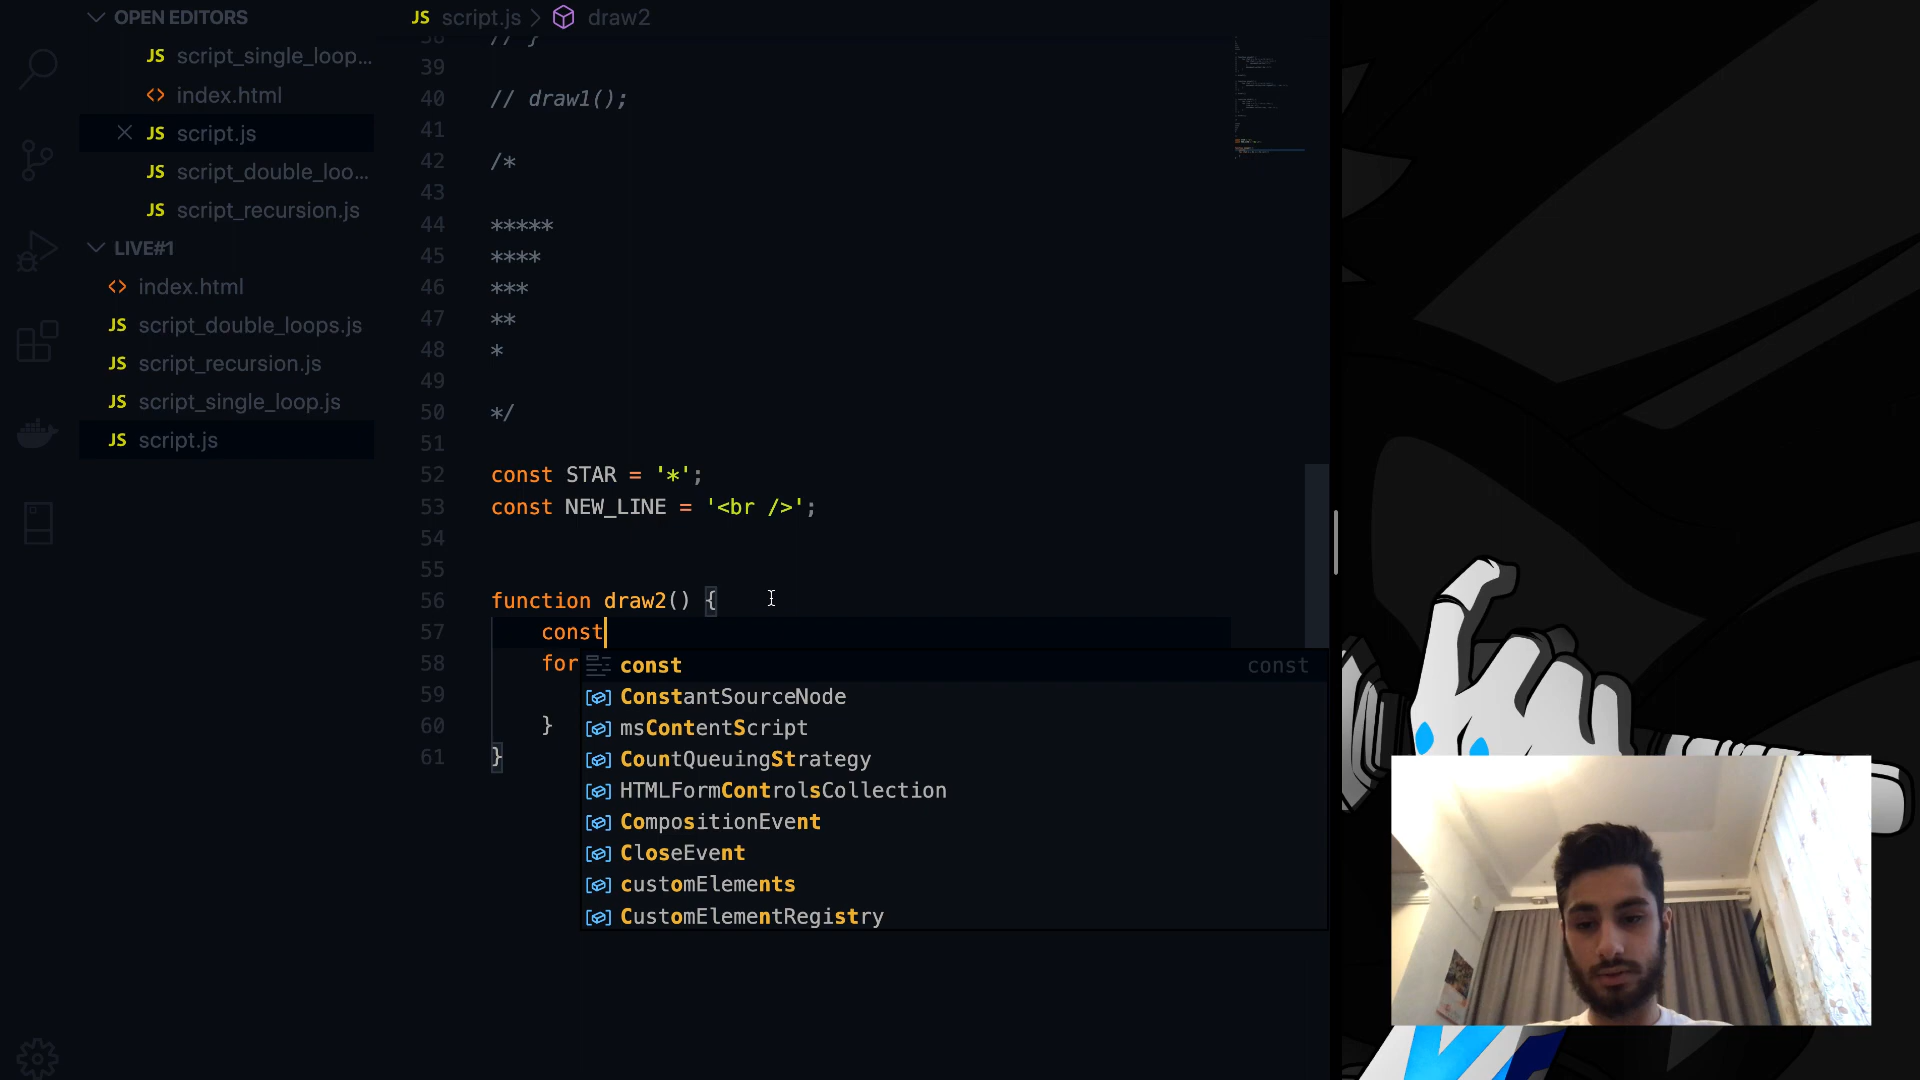 OPEN EDITORS
JS script_single_loop...
<> index.html
JS script.js
JS script_double_loo...
JS script_recursion.js
LIVE#1
<> index.html
JS script_double_loops.js
JS script_recursion.js
JS script_single_loop.js
JS script.js
JS script.js > draw2
38 // }
39
40 // draw1();
41
42 /*
43
44 *****
45 ****
46 ***
47 **
48 *
49
50 */
51
52 const STAR = '*';
53 const NEW_LINE = '<br />';
54
55
56 function draw2() {
57 const
58 for
59
60 }
61 }
const const
ConstantSourceNode
msContentScript
CountQueuingStrategy
HTMLFormControlsCollection
CompositionEvent
CloseEvent
customElements
CustomElementRegistry